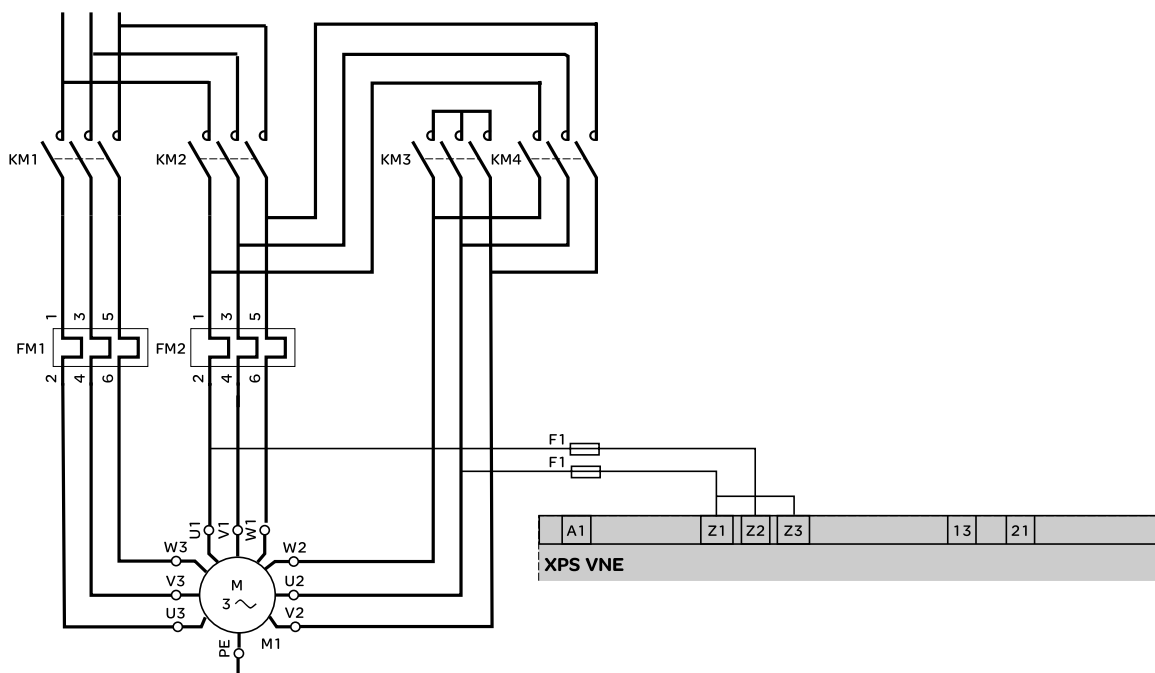 KM1 KM2 KM3 KM4
1 3 5 1 3 5
FM1 FM2
2 4 6 2 4 6
F1
F1
U1 V1 W1
A1 Z1 Z2 Z3 13 21
W3 W2
XPS VNE
M
V3 U2
3
U3 V2
PE M1